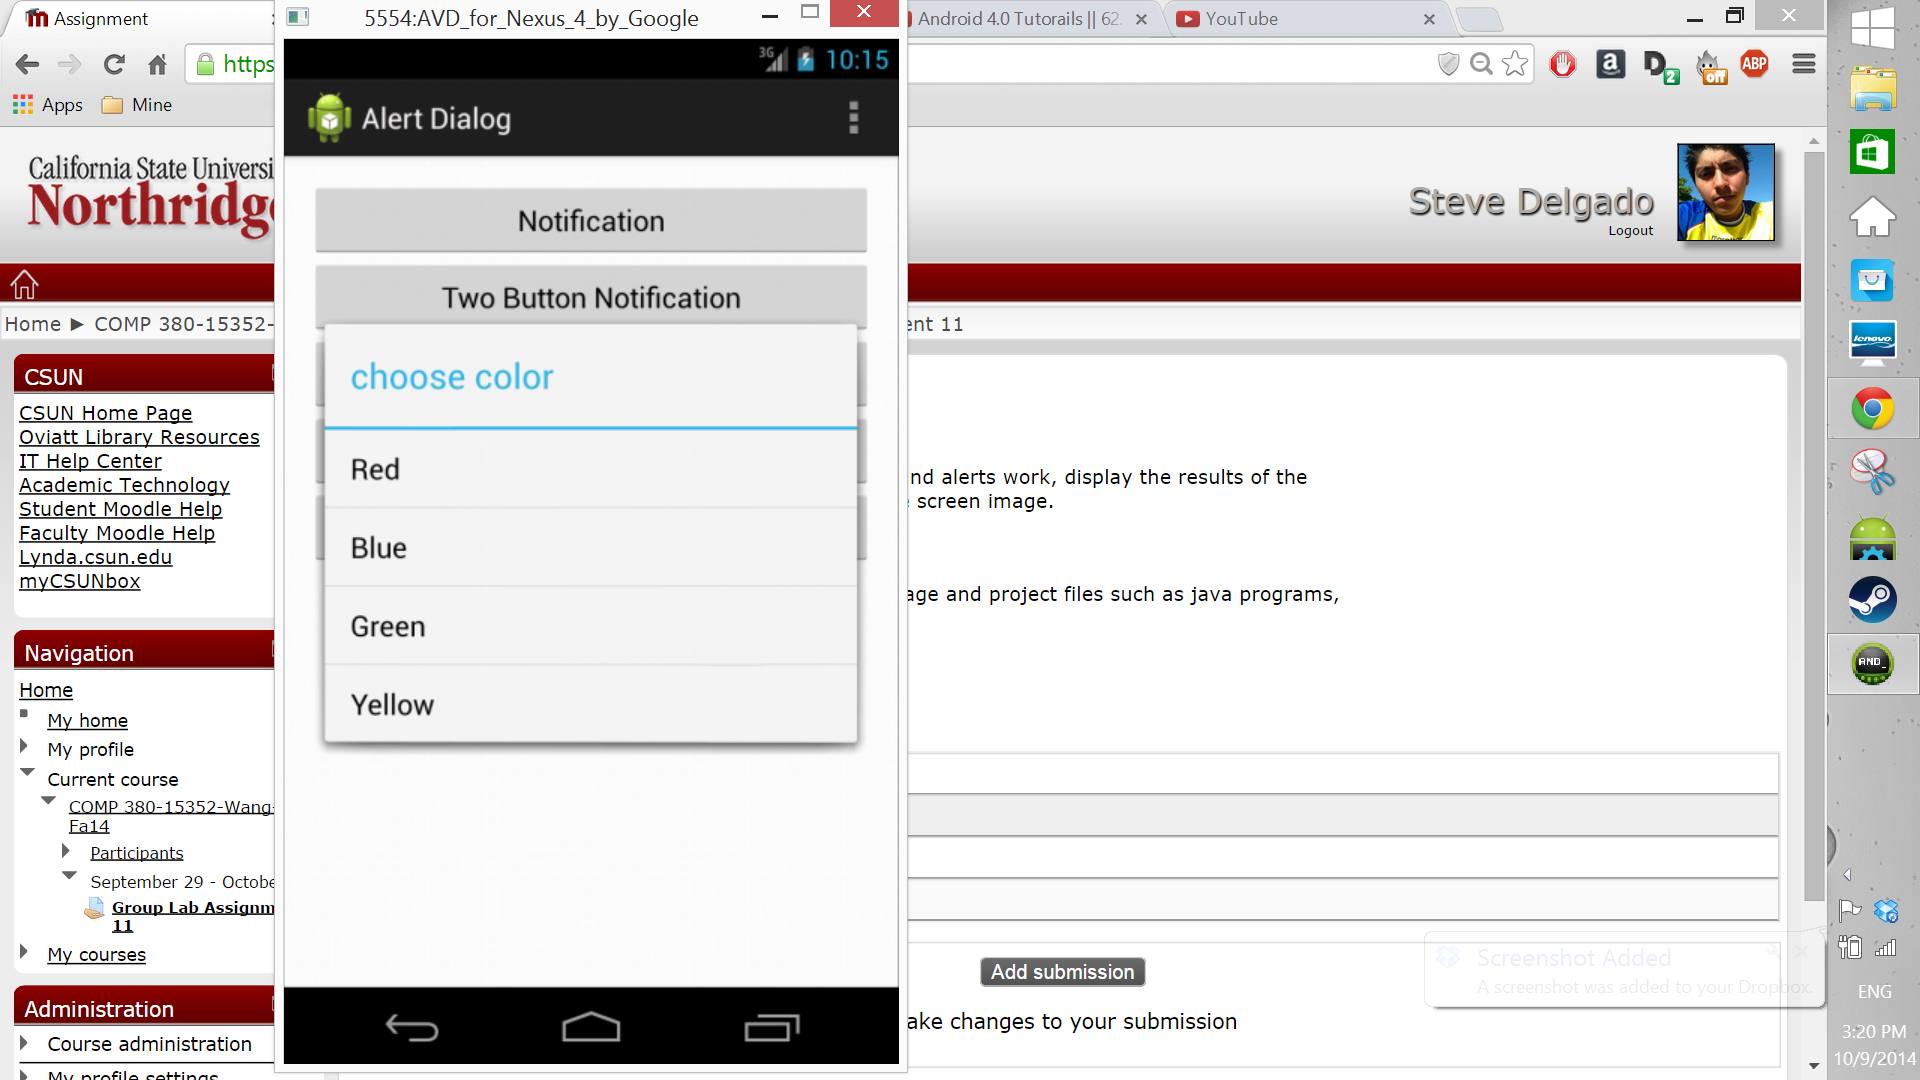 Assignment
5554:AVD_for_Nexus_4_by_Google
Android 4.0 Tutorails || 62.
YouTube
https
Apps
Mine
3G
10:15
Alert Dialog
California State Universi
Northridge
Steve Delgado
Logout
Notification
Two Button Notification
Home ► COMP 380-15352-
ent 11
choose color
Red
Blue
Green
Yellow
CSUN
CSUN Home Page
Oviatt Library Resources
IT Help Center
Academic Technology
Student Moodle Help
Faculty Moodle Help
Lynda.csun.edu
myCSUNbox
nd alerts work, display the results of the
screen image.
age and project files such as java programs,
Navigation
Home
My home
My profile
Current course
COMP 380-15352-Wang-
Fa14
Participants
September 29 - Octobe
Group Lab Assignm
11
My courses
Administration
Course administration
My profile settings
Add submission
ake changes to your submission
Screenshot Added
A screenshot was added to your Dropbox.
a
D
2
off
ABP
lenovo
AND_
ENG
3:20 PM
10/9/2014